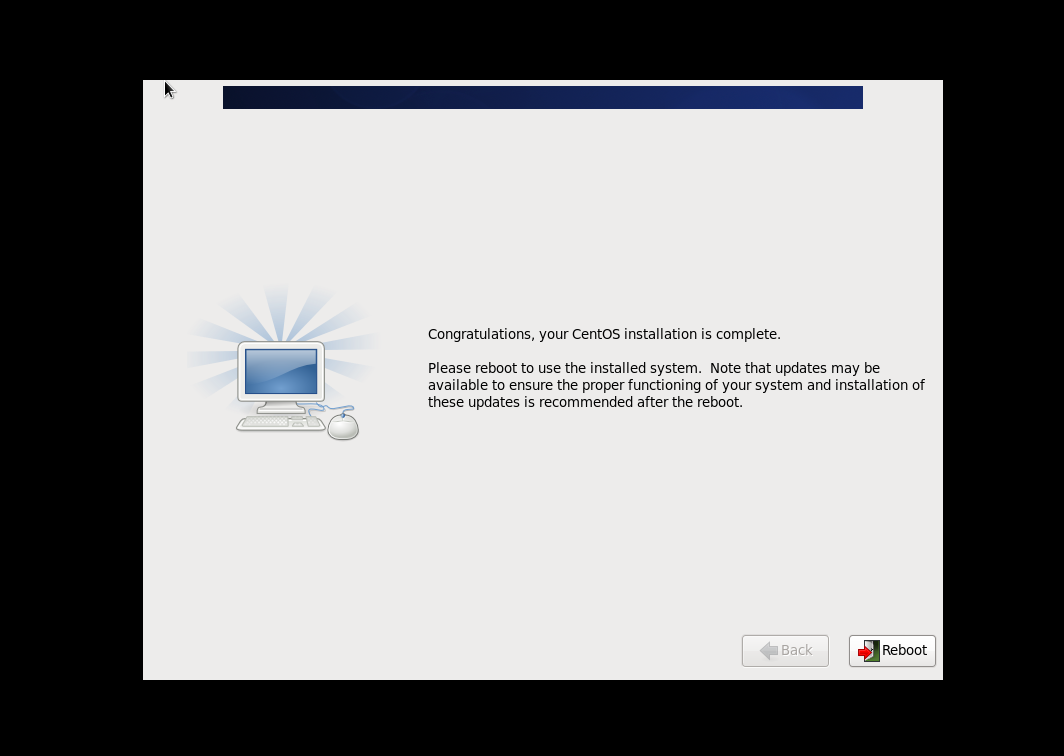 Congratulations, your CentOS installation is complete.
Please reboot to use the installed system.  Note that updates may be
available to ensure the proper functioning of your system and installation of
these updates is recommended after the reboot.
Back
Reboot